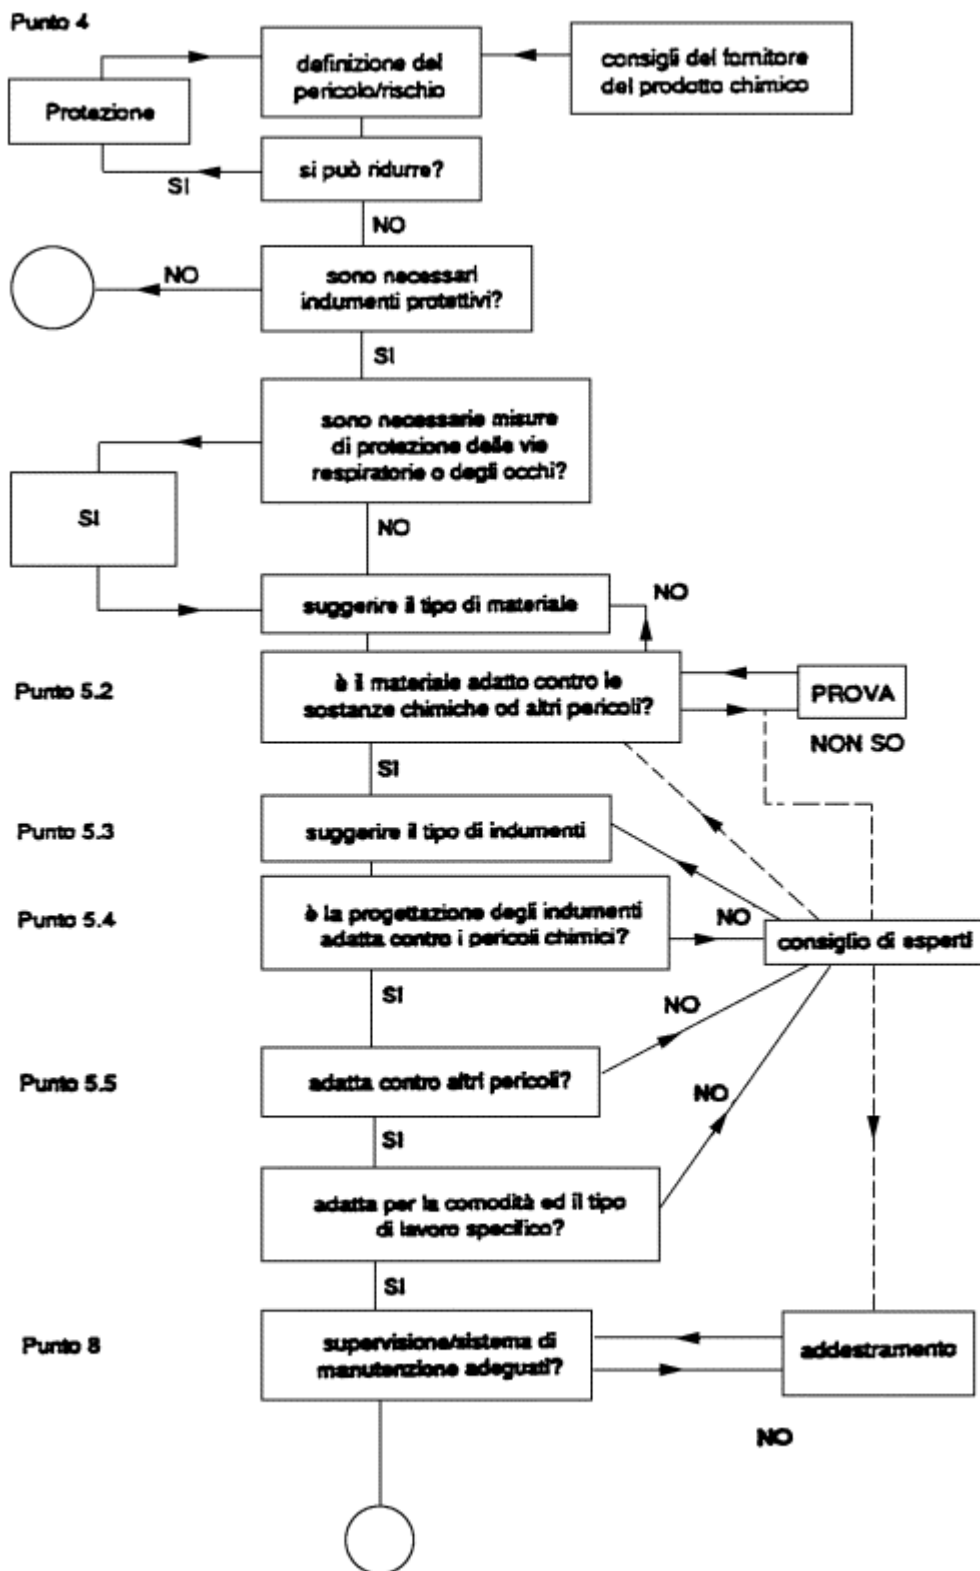 Punto 4
definizione del
pericolo/rischio
consigli del fornitore
del prodotto chimico
Protezione
si può ridurre?
SI
NO
sono necessari
indumenti protettivi?
NO
SI
sono necessarie misure
di protezione delle vie
respiratorie o degli occhi?
SI
NO
suggerire il tipo di materiale
NO
Punto 5.2
è il materiale adatto contro le
sostanze chimiche od altri pericoli?
PROVA
NON SO
SI
Punto 5.3
suggerire il tipo di indumenti
Punto 5.4
è la progettazione degli indumenti
adatta contro i pericoli chimici?
NO
consiglio di esperti
SI
NO
Punto 5.5
adatta contro altri pericoli?
NO
SI
adatta per la comodità ed il tipo
di lavoro specifico?
SI
Punto 8
supervisione/sistema di
manutenzione adeguati?
addestramento
NO